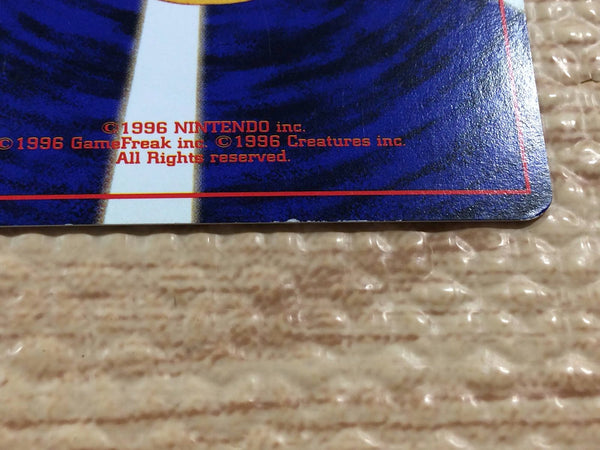 ©1996 NINTENDO inc.
©1996 GameFreak inc. ©1996 Creatures inc.
All Rights reserved.